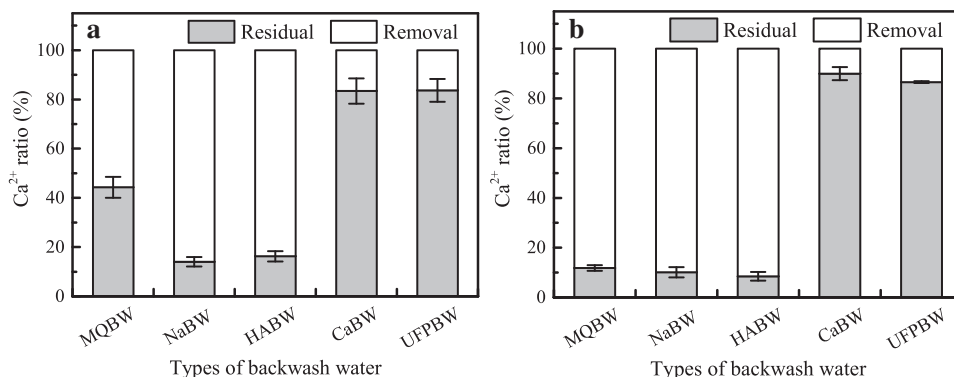 a
Residual
Removal
100
80
60
40
20
0
Ca²⁺ ratio (%)
MQBW
NaBW
HABW
CaBW
UFPBW
Types of backwash water
b
Residual
Removal
100
80
60
40
20
0
Ca²⁺ ratio (%)
MQBW
NaBW
HABW
CaBW
UFPBW
Types of backwash water